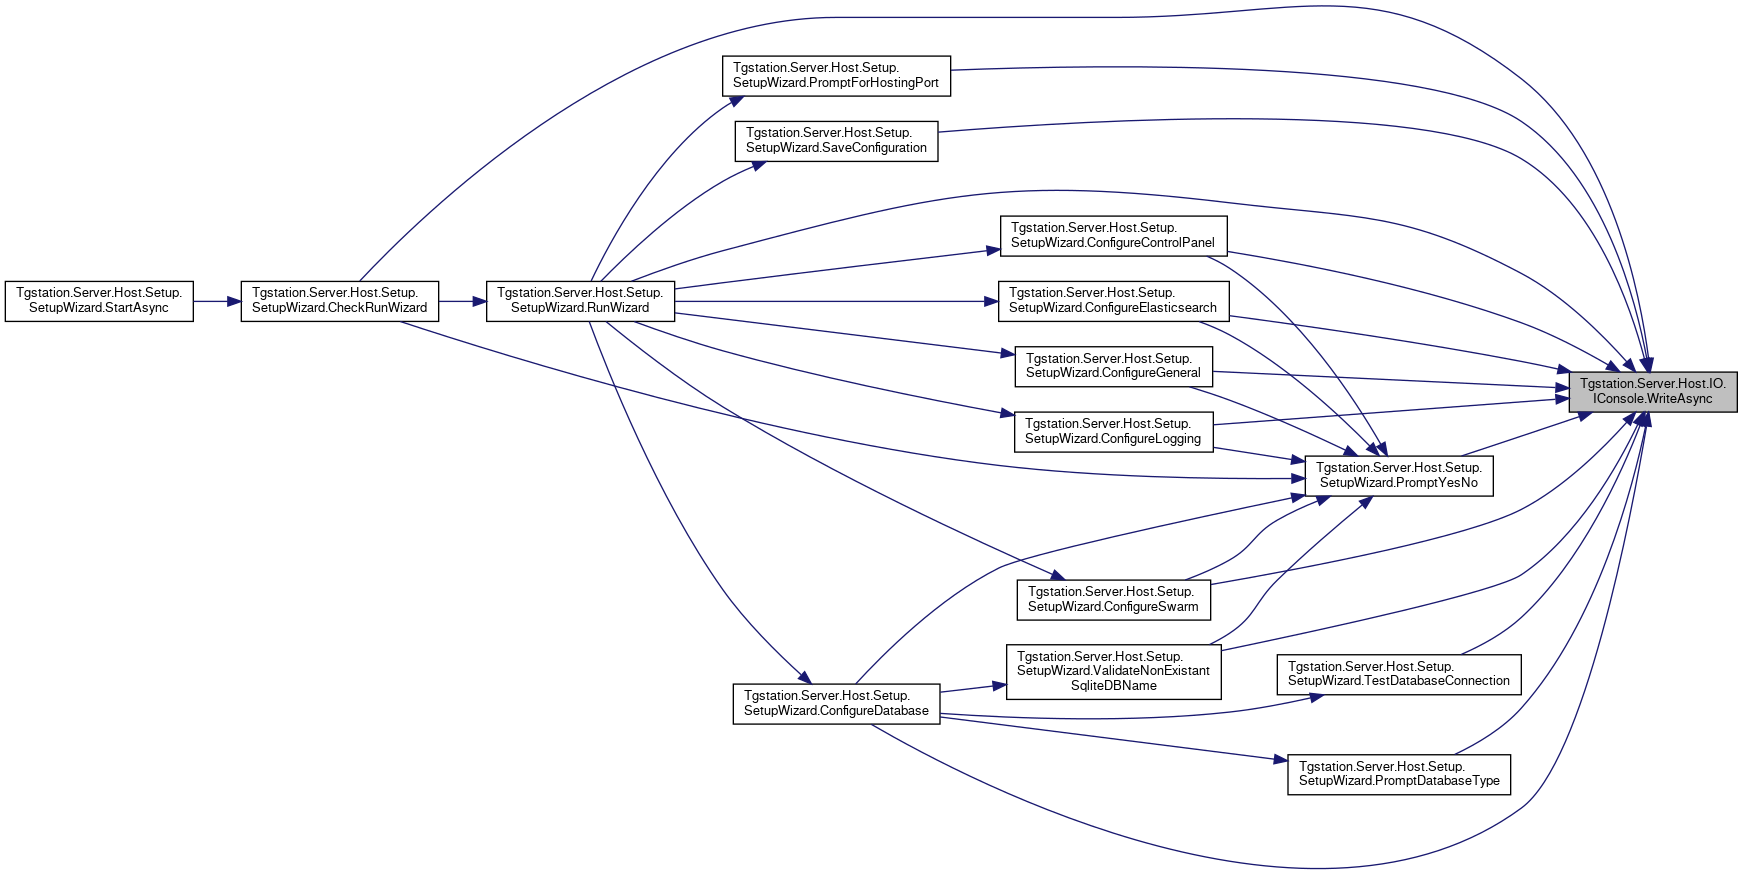 Tgstation.Server.Host.Setup.
SetupWizard.PromptForHostingPort
Tgstation.Server.Host.Setup.
SetupWizard.SaveConfiguration
Tgstation.Server.Host.Setup.
SetupWizard.ConfigureControlPanel
Tgstation.Server.Host.Setup.
SetupWizard.StartAsync
Tgstation.Server.Host.Setup.
SetupWizard.CheckRunWizard
Tgstation.Server.Host.Setup.
SetupWizard.RunWizard
Tgstation.Server.Host.Setup.
SetupWizard.ConfigureElasticsearch
Tgstation.Server.Host.Setup.
SetupWizard.ConfigureGeneral
Tgstation.Server.Host.IO.
IConsole.WriteAsync
Tgstation.Server.Host.Setup.
SetupWizard.ConfigureLogging
Tgstation.Server.Host.Setup.
SetupWizard.PromptYesNo
Tgstation.Server.Host.Setup.
SetupWizard.ConfigureSwarm
Tgstation.Server.Host.Setup.
SetupWizard.ValidateNonExistant
SqliteDBName
Tgstation.Server.Host.Setup.
SetupWizard.TestDatabaseConnection
Tgstation.Server.Host.Setup.
SetupWizard.ConfigureDatabase
Tgstation.Server.Host.Setup.
SetupWizard.PromptDatabaseType